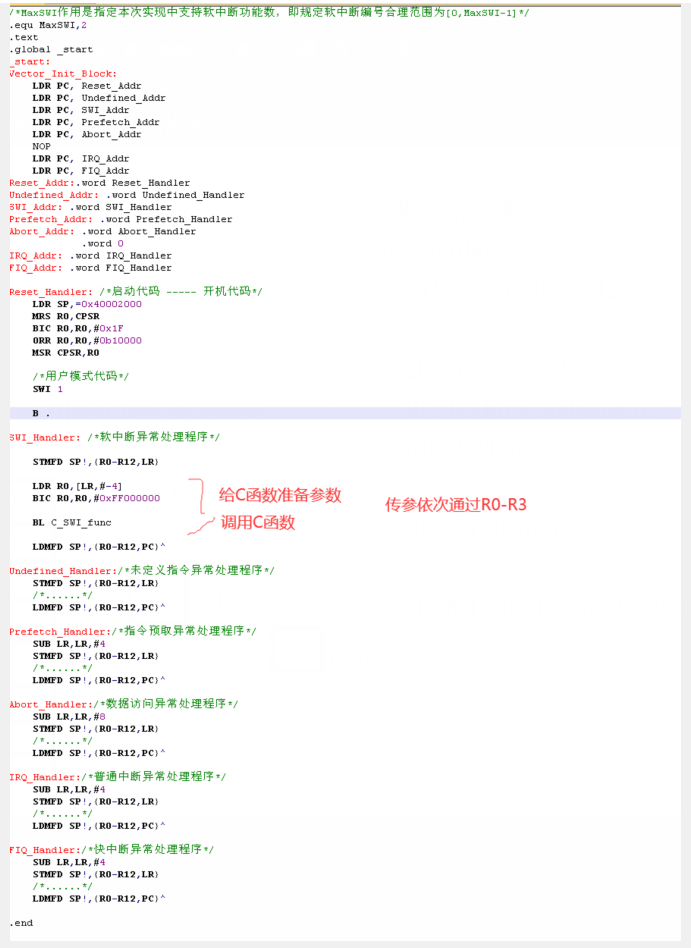 /*MaxSWI作用是指定本次实现中支持软中断功能数，即规定软中断编号合理范围为[0,MaxSWI-1]*/
.equ MaxSWI,2
.text
.global _start
_start:
Vector_Init_Block:
LDR PC, Reset_Addr
LDR PC, Undefined_Addr
LDR PC, SWI_Addr
LDR PC, Prefetch_Addr
LDR PC, Abort_Addr
NOP
LDR PC, IRQ_Addr
LDR PC, FIQ_Addr
Reset_Addr:.word Reset_Handler
Undefined_Addr: .word Undefined_Handler
SWI_Addr: .word SWI_Handler
Prefetch_Addr: .word Prefetch_Handler
Abort_Addr: .word Abort_Handler
.word 0
IRQ_Addr: .word IRQ_Handler
FIQ_Addr: .word FIQ_Handler
Reset_Handler: /*启动代码 ----- 开机代码*/
LDR SP,=0x40002000
MRS R0,CPSR
BIC R0,R0,#0x1F
ORR R0,R0,#0b10000
MSR CPSR,R0
/*用户模式代码*/
SWI 1
B .
SWI_Handler: /*软中断异常处理程序*/
STMFD SP!,{R0-R12,LR}
LDR R0,[LR,#-4]
BIC R0,R0,#0xFF000000
给C函数准备参数
传参依次通过R0-R3
BL C_SWI_func
调用C函数
LDMFD SP!,{R0-R12,PC}^
Undefined_Handler:/*未定义指令异常处理程序*/
STMFD SP!,{R0-R12,LR}
/*......*/
LDMFD SP!,{R0-R12,PC}^
Prefetch_Handler:/*指令预取异常处理程序*/
SUB LR,LR,#4
STMFD SP!,{R0-R12,LR}
/*......*/
LDMFD SP!,{R0-R12,PC}^
Abort_Handler:/*数据访问异常处理程序*/
SUB LR,LR,#8
STMFD SP!,{R0-R12,LR}
/*......*/
LDMFD SP!,{R0-R12,PC}^
IRQ_Handler:/*普通中断异常处理程序*/
SUB LR,LR,#4
STMFD SP!,{R0-R12,LR}
/*......*/
LDMFD SP!,{R0-R12,PC}^
FIQ_Handler:/*快中断异常处理程序*/
SUB LR,LR,#4
STMFD SP!,{R0-R12,LR}
/*......*/
LDMFD SP!,{R0-R12,PC}^
.end